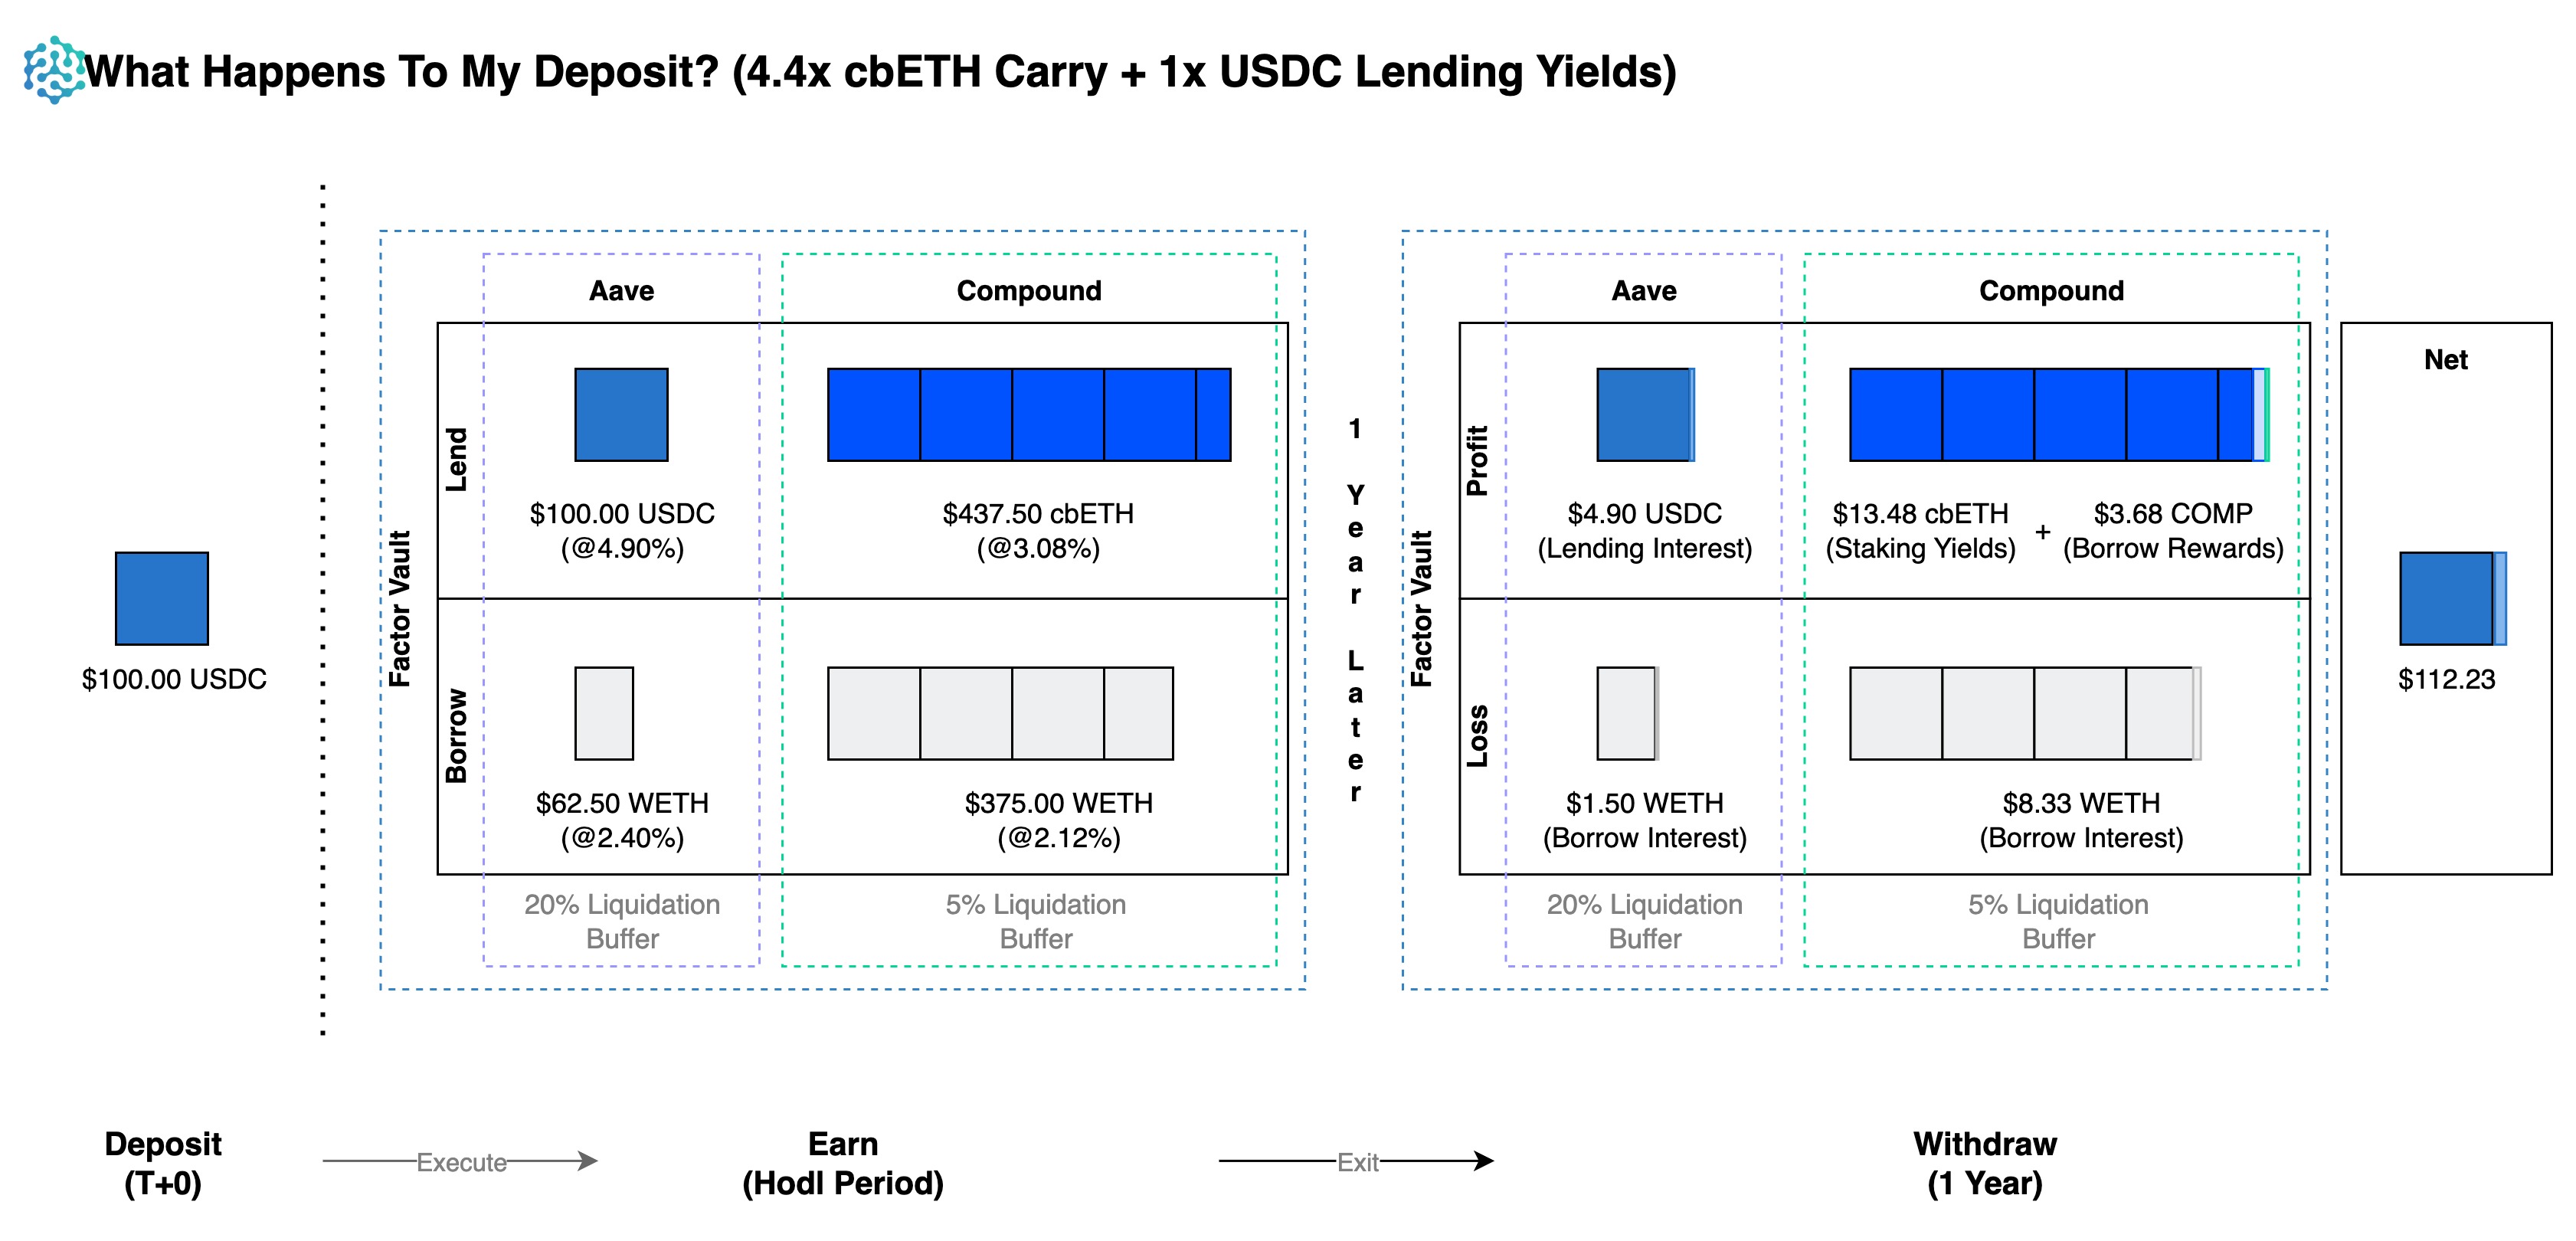 What Happens To My Deposit? (4.4x cbETH Carry + 1x USDC Lending Yields)
$100.00 USDC
Factor Vault
Aave
Compound
Lend
$100.00 USDC
(@4.90%)
$437.50 cbETH
(@3.08%)
Borrow
$62.50 WETH
(@2.40%)
$375.00 WETH
(@2.12%)
20% Liquidation
Buffer
5% Liquidation
Buffer
1 Year Later
Factor Vault
Aave
Compound
Profit
$4.90 USDC
(Lending Interest)
$13.48 cbETH
(Staking Yields)
+
$3.68 COMP
(Borrow Rewards)
Loss
$1.50 WETH
(Borrow Interest)
$8.33 WETH
(Borrow Interest)
20% Liquidation
Buffer
5% Liquidation
Buffer
Net
$112.23
Deposit
(T+0)
Execute
Earn
(Hodl Period)
Exit
Withdraw
(1 Year)